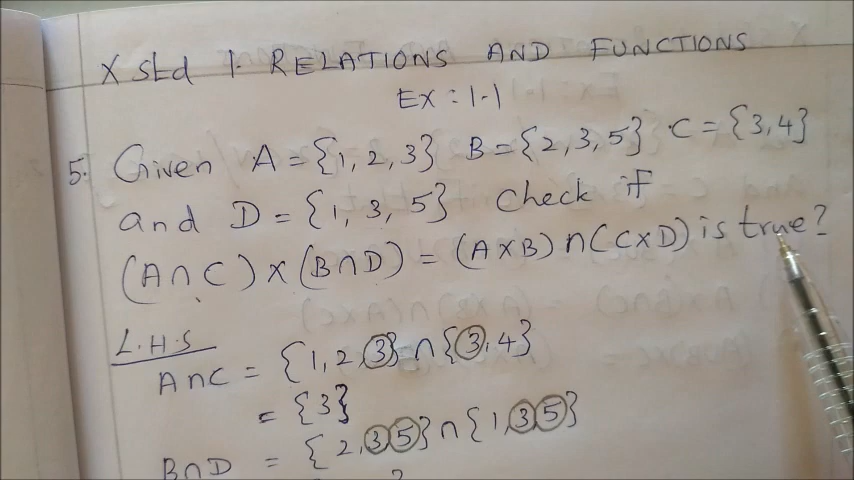 X Std 1. RELATIONS AND FUNCTIONS
Ex : 1.1
5. Given A = {1, 2, 3} B = {2, 3, 5} C = {3, 4}
and D = {1, 3, 5} Check if
(A∩C) × (B∩D) = (A×B) ∩ (C×D) is true?
L.H.S
A∩C = {1, 2, 3} ∩ {3, 4}
= {3}
B∩D = {2, 3 5} ∩ {1, 3 5}